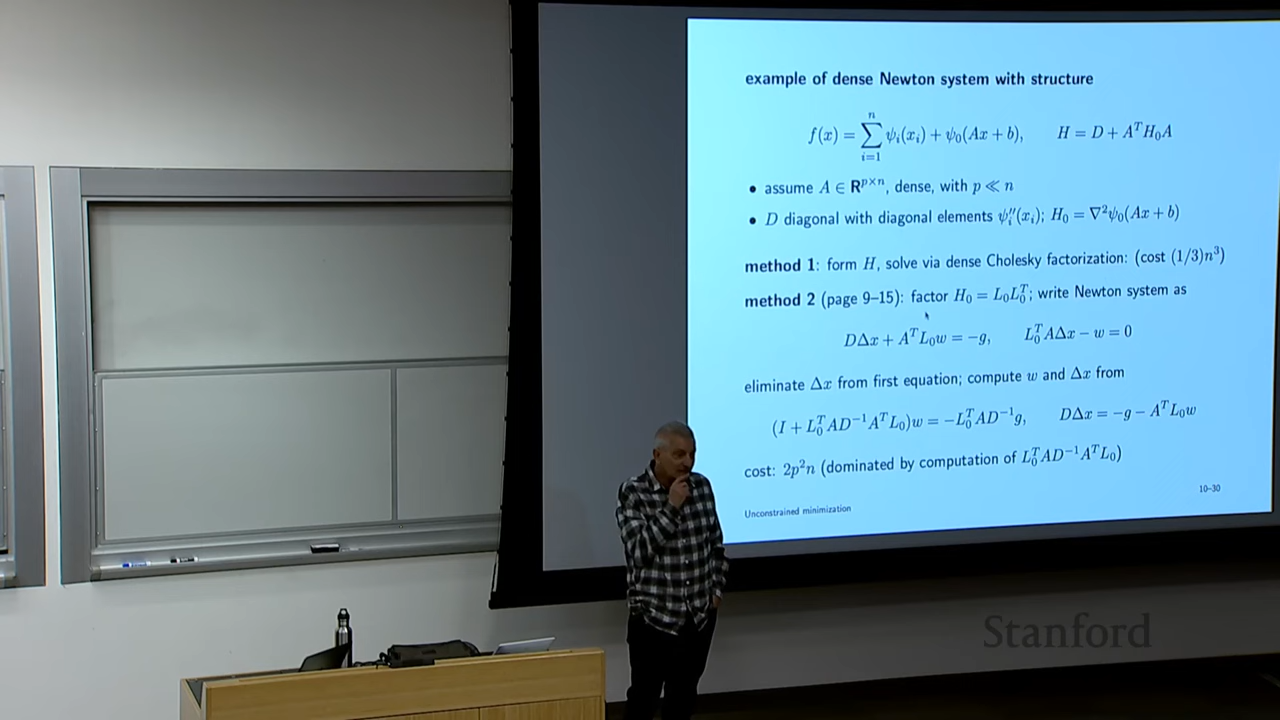 example of dense Newton system with structure
f(x) = \sum_{i=1}^{n} ψ_i(x_i) + ψ_0(Ax + b), H = D + A^T H_0 A
• assume A ∈ R^{p×n}, dense, with p ≪ n
• D diagonal with diagonal elements ψ_i''(x_i); H_0 = ∇²ψ_0(Ax + b)
method 1: form H, solve via dense Cholesky factorization: (cost (1/3)n³)
method 2 (page 9–15): factor H_0 = L_0 L_0^T; write Newton system as
DΔx + A^T L_0 w = −g, L_0^T AΔx − w = 0
eliminate Δx from first equation; compute w and Δx from
(I + L_0^T AD^{−1}A^T L_0)w = −L_0^T AD^{−1}g, DΔx = −g − A^T L_0 w
cost: 2p²n (dominated by computation of L_0^T AD^{−1}A^T L_0)
Unconstrained minimization 10–30
Stanford